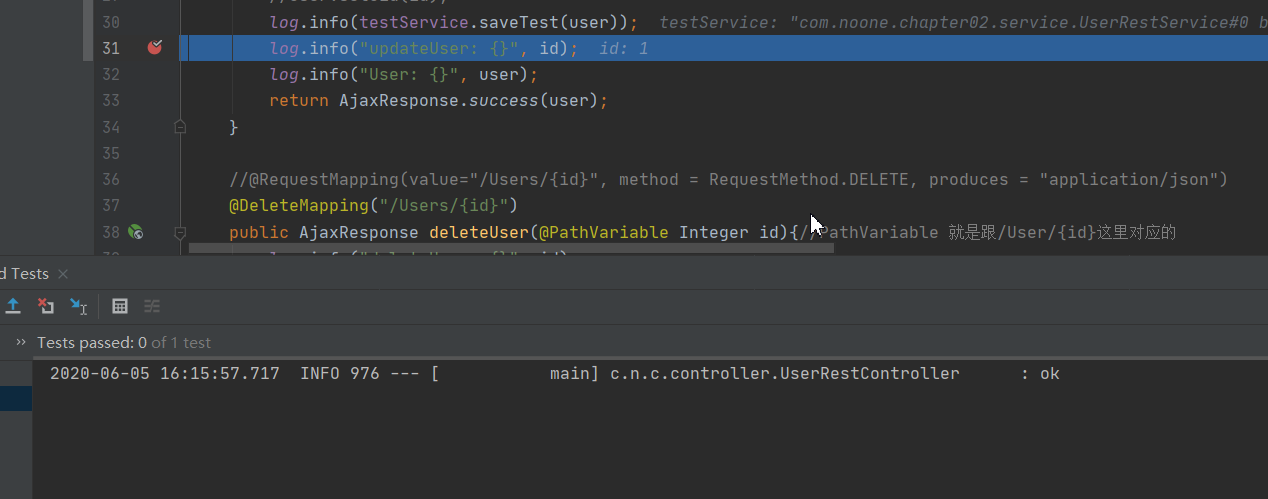 30 log.info(testService.saveTest(user)); testService: "com.noone.chapter02.service.UserRestService#0 b
31 log.info("updateUser: {}", id); id: 1
32 log.info("User: {}", user);
33 return AjaxResponse.success(user);
34 }
35
36 //@RequestMapping(value="/Users/{id}", method = RequestMethod.DELETE, produces = "application/json")
37 @DeleteMapping("/Users/{id}")
38 public AjaxResponse deleteUser(@PathVariable Integer id){//PathVariable 就是跟/User/{id}这里对应的
d Tests ×
» Tests passed: 0 of 1 test
2020-06-05 16:15:57.717 INFO 976 --- [ main] c.n.c.controller.UserRestController : ok